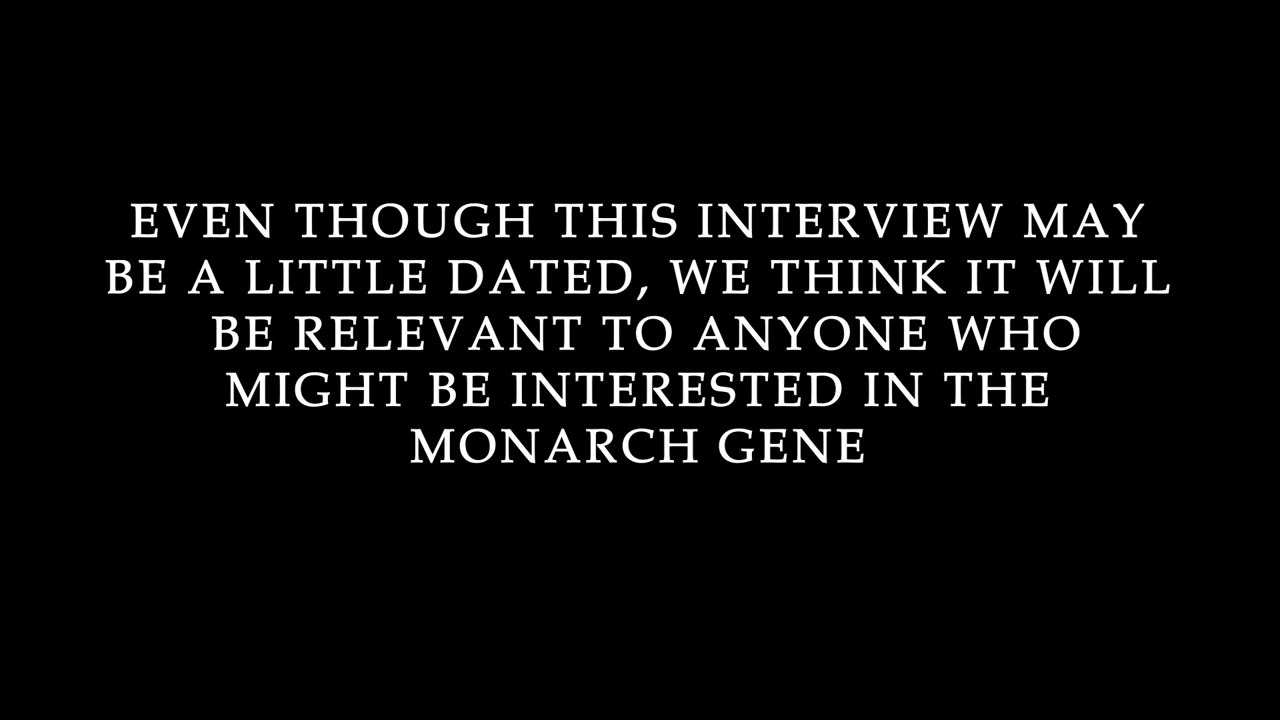 EVEN THOUGH THIS INTERVIEW MAY
BE A LITTLE DATED, WE THINK IT WILL
BE RELEVANT TO ANYONE WHO
MIGHT BE INTERESTED IN THE
MONARCH GENE